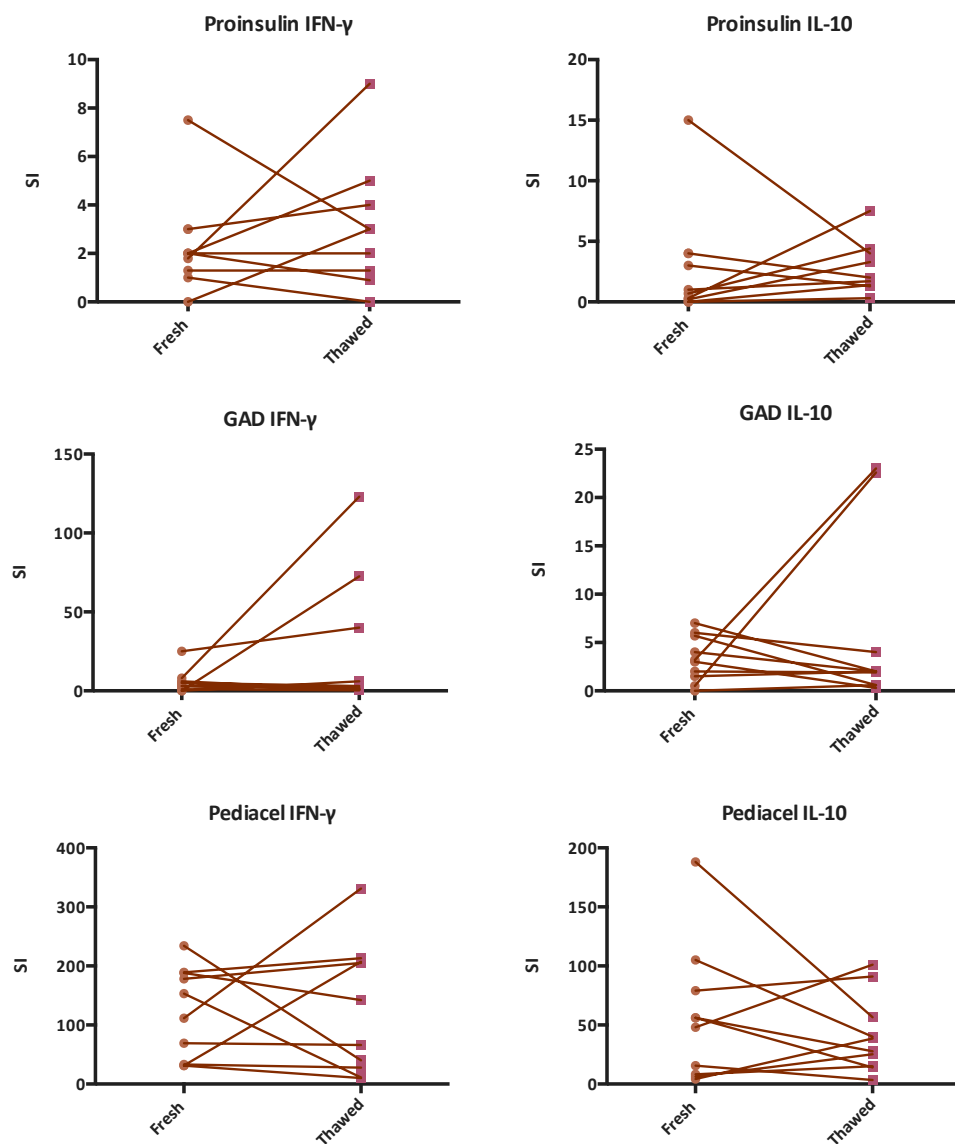 Proinsulin IFN-γ
10
8
6
4
2
0
SI
Fresh
Thawed
Proinsulin IL-10
20
15
10
5
0
SI
Fresh
Thawed
GAD IFN-γ
150
100
50
0
SI
Fresh
Thawed
GAD IL-10
25
20
15
10
5
0
SI
Fresh
Thawed
Pediacel IFN-γ
400
300
200
100
0
SI
Fresh
Thawed
Pediacel IL-10
200
150
100
50
0
SI
Fresh
Thawed